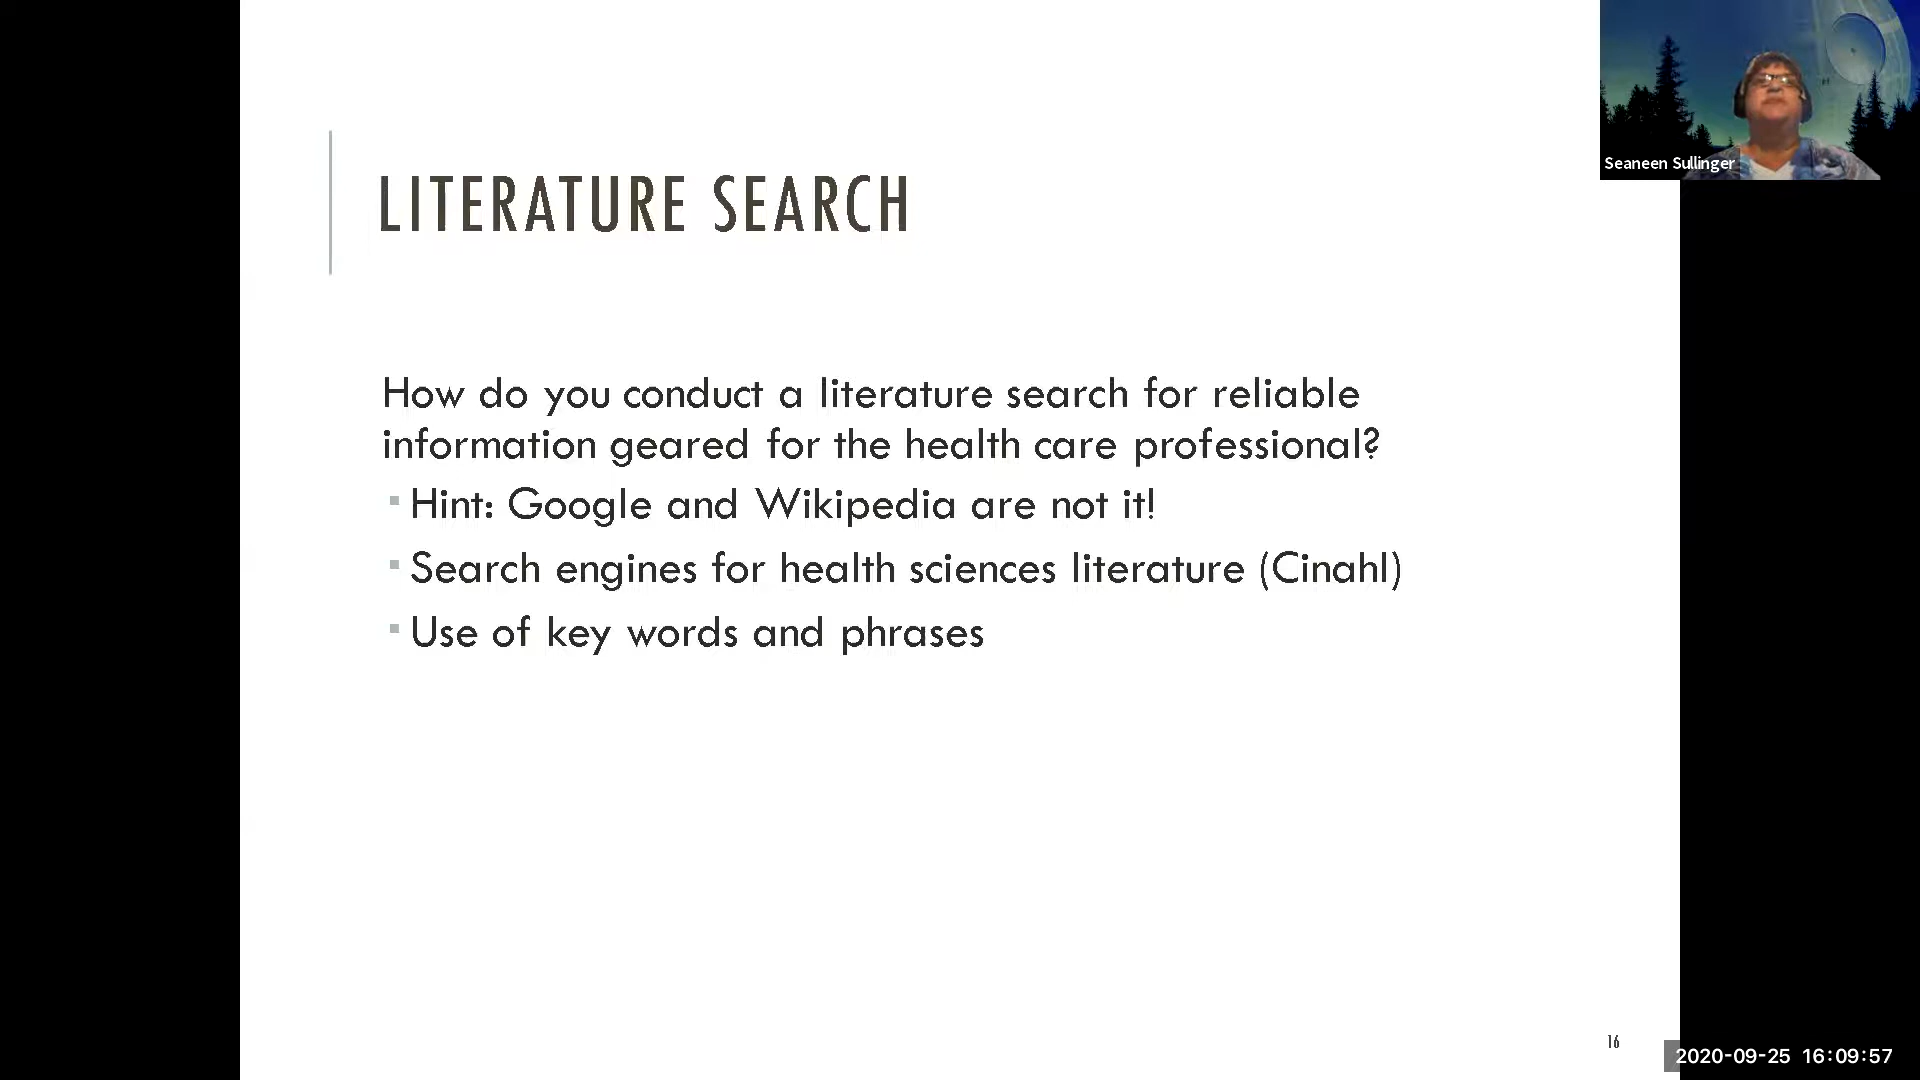 Seaneen Sullinger
LITERATURE SEARCH
How do you conduct a literature search for reliable
information geared for the health care professional?
Hint: Google and Wikipedia are not it!
Search engines for health sciences literature (Cinahl)
Use of key words and phrases
16
2020-09-25 16:09:57